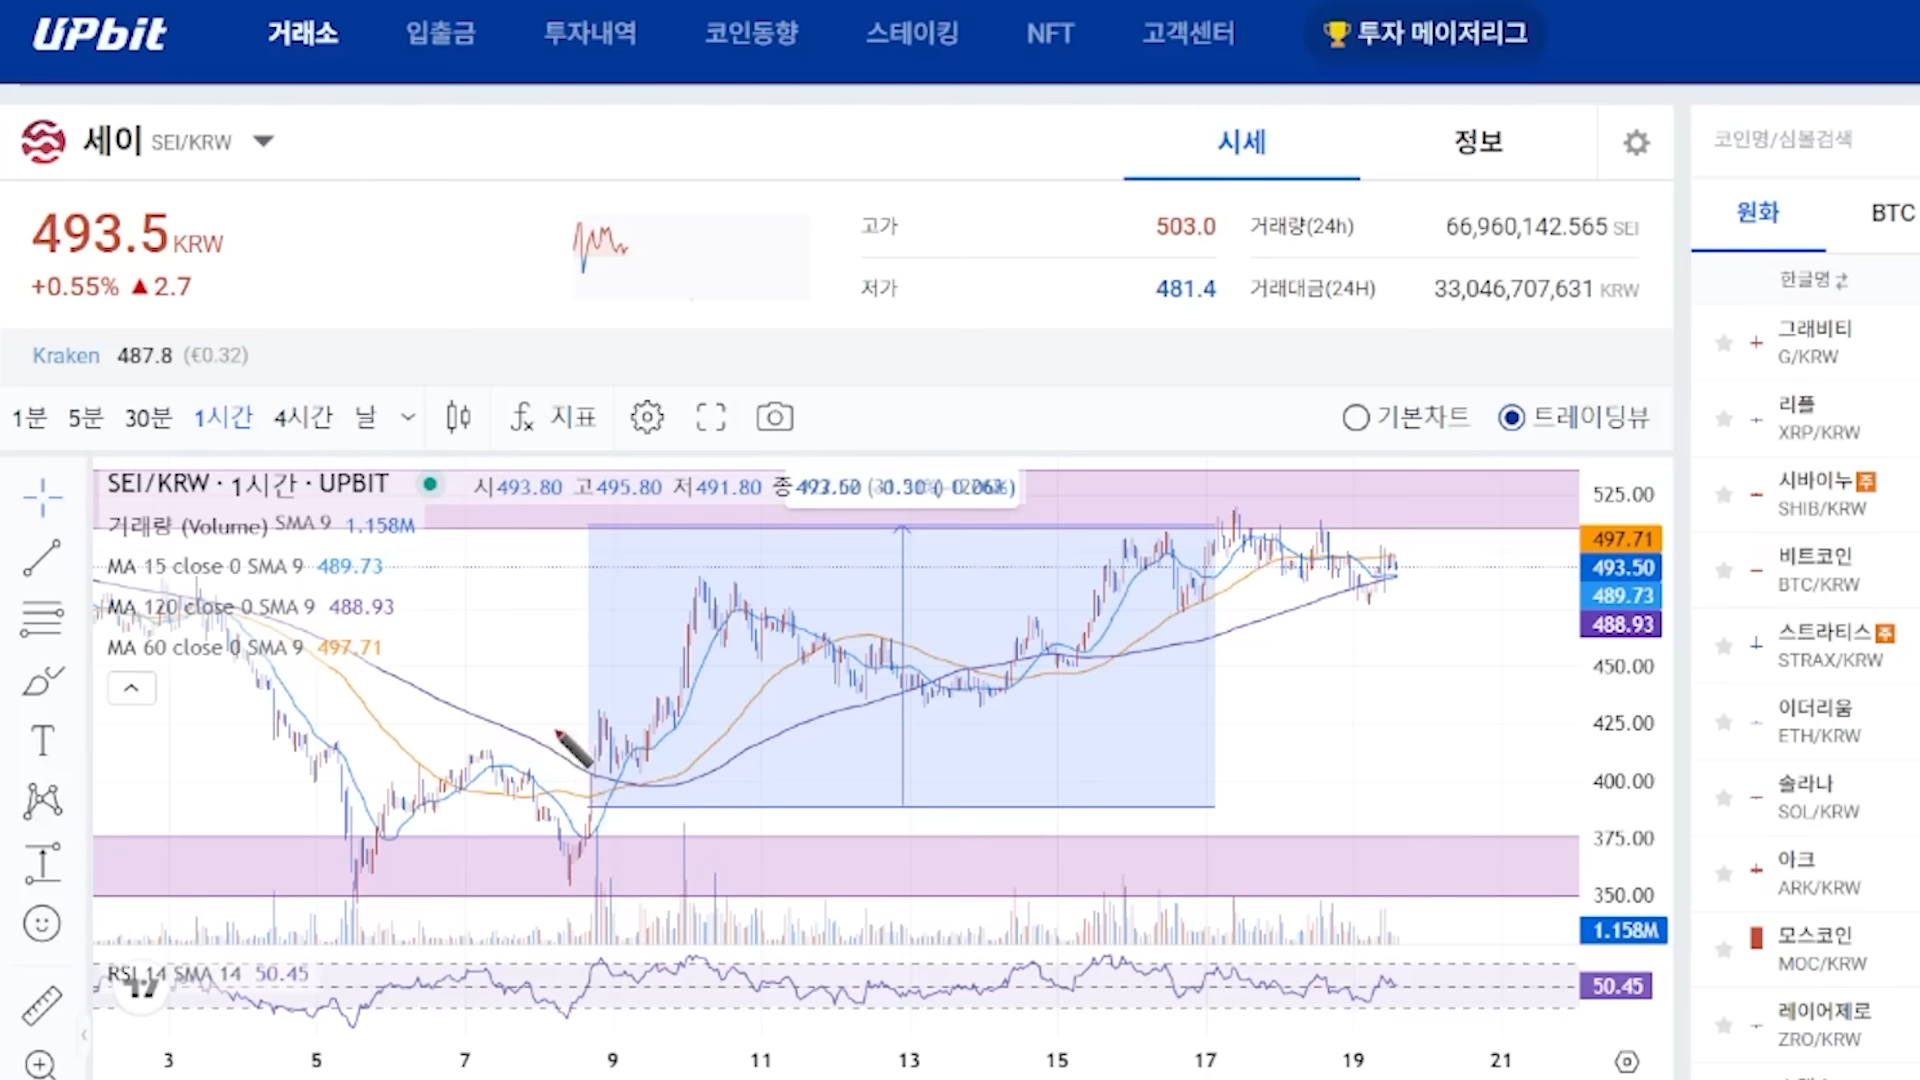 UPbit 거래소 입출금 투자내역 코인동향 스테이킹 NFT 고객센터 투자 메이저리그
세이 SEI/KRW 시세 정보
코인명/심볼검색
원화 BTC
493.5 KRW
+0.55% ▲2.7
고가 503.0 거래량(24h) 66,960,142.565 SEI
저가 481.4 거래대금(24H) 33,046,707,631 KRW
Kraken 487.8 (€0.32)
1분 5분 30분 1시간 4시간 날 지표 기본차트 트레이딩뷰
SEI/KRW · 1시간 · UPBIT 시493.80 고495.80 저491.80
거래량 (Volume) SMA 9 1.158M
MA 15 close 0 SMA 9 489.73
MA 120 close 0 SMA 9 488.93
MA 60 close 0 SMA 9 497.71
525.00
497.71
493.50
489.73
488.93
450.00
425.00
400.00
375.00
350.00
1.158M
RSI 14 SMA 14 50.45
50.45
3 5 7 9 11 13 15 17 19 21
한글명
그래비티
G/KRW
리플
XRP/KRW
시바이누 주
SHIB/KRW
비트코인
BTC/KRW
스트라티스 주
STRAX/KRW
이더리움
ETH/KRW
솔라나
SOL/KRW
아크
ARK/KRW
모스코인
MOC/KRW
레이어제로
ZRO/KRW